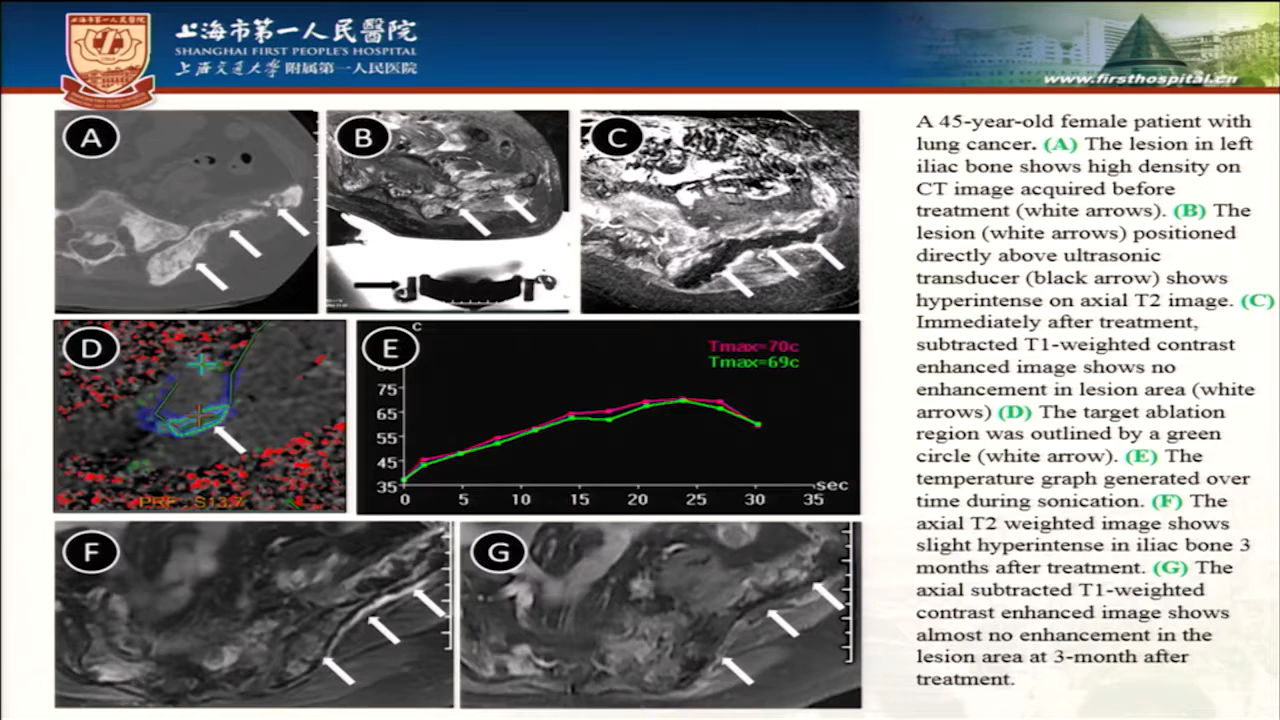 上海市第一人民醫院
SHANGHAI FIRST PEOPLE'S HOSPITAL
上海交通大學附属第一人民医院
www.firsthospital.cn
A
B
C
D
PRF S13.7
E
C
Tmax=70c
Tmax=69c
75
65
55
45
35
0
5
10
15
20
25
30
35
sec
F
G
A 45-year-old female patient with
lung cancer. (A) The lesion in left
iliac bone shows high density on
CT image acquired before
treatment (white arrows). (B) The
lesion (white arrows) positioned
directly above ultrasonic
transducer (black arrow) shows
hyperintense on axial T2 image. (C)
Immediately after treatment,
subtracted T1-weighted contrast
enhanced image shows no
enhancement in lesion area (white
arrows) (D) The target ablation
region was outlined by a green
circle (white arrow). (E) The
temperature graph generated over
time during sonication. (F) The
axial T2 weighted image shows
slight hyperintense in iliac bone 3
months after treatment. (G) The
axial subtracted T1-weighted
contrast enhanced image shows
almost no enhancement in the
lesion area at 3-month after
treatment.